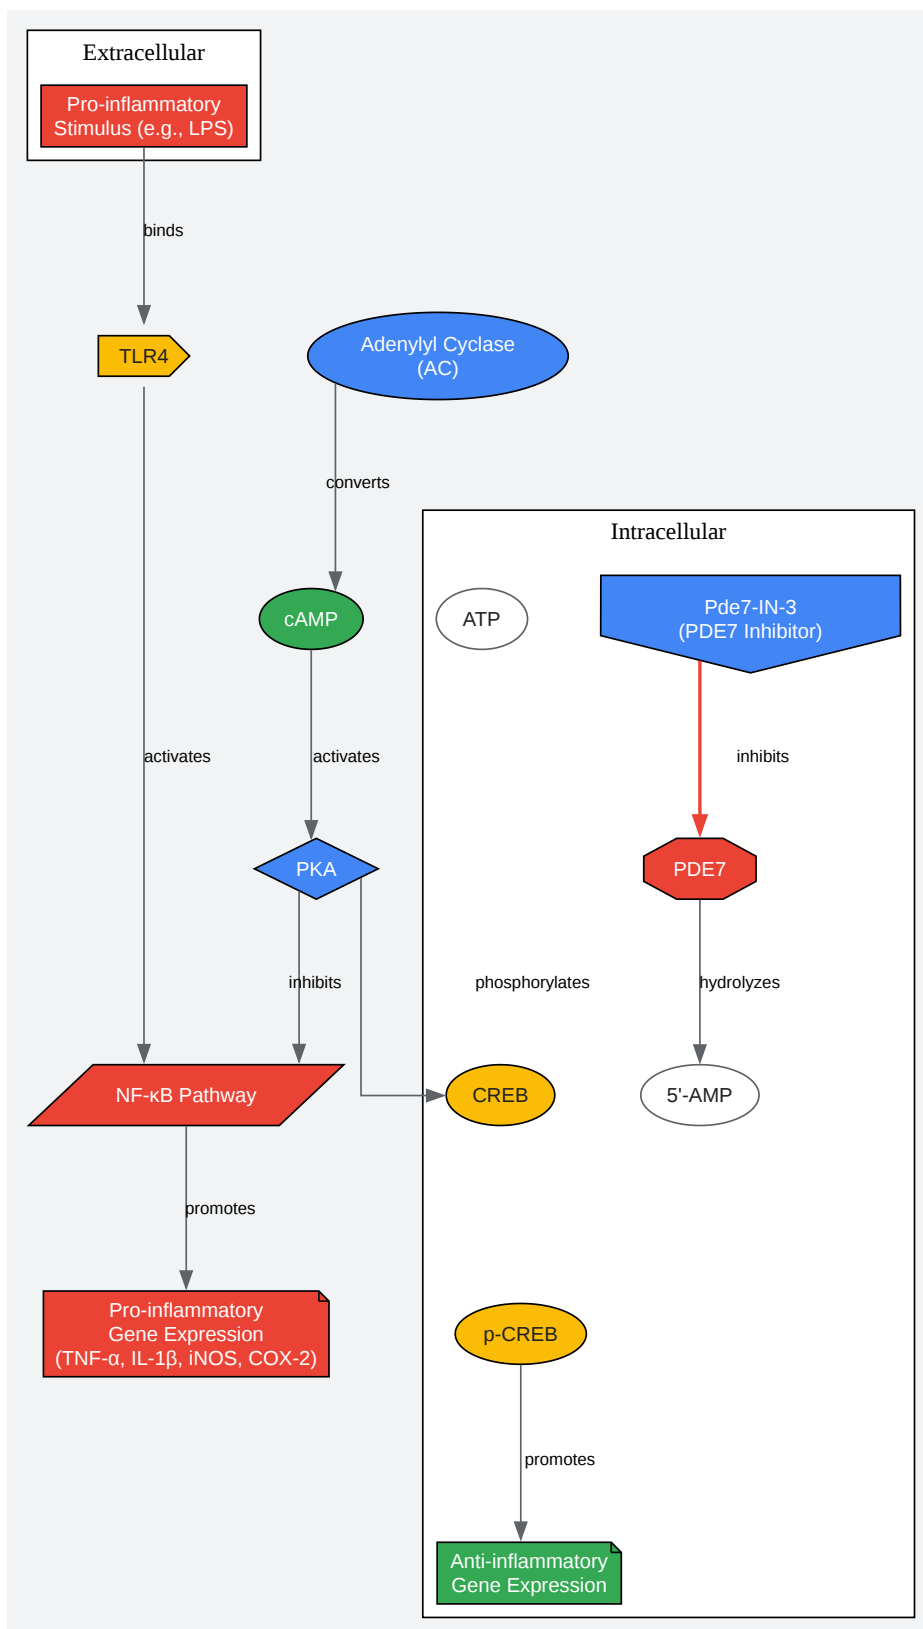 Extracellular
Pro-inflammatory
Stimulus (e.g., LPS)
binds
TLR4
Adenylyl Cyclase
(AC)
converts
Intracellular
cAMP
ATP
Pde7-IN-3
(PDE7 Inhibitor)
activates
activates
inhibits
PKA
PDE7
inhibits
phosphorylates
hydrolyzes
NF-κB Pathway
CREB
5'-AMP
promotes
Pro-inflammatory
Gene Expression
(TNF-α, IL-1β, iNOS, COX-2)
p-CREB
promotes
Anti-inflammatory
Gene Expression